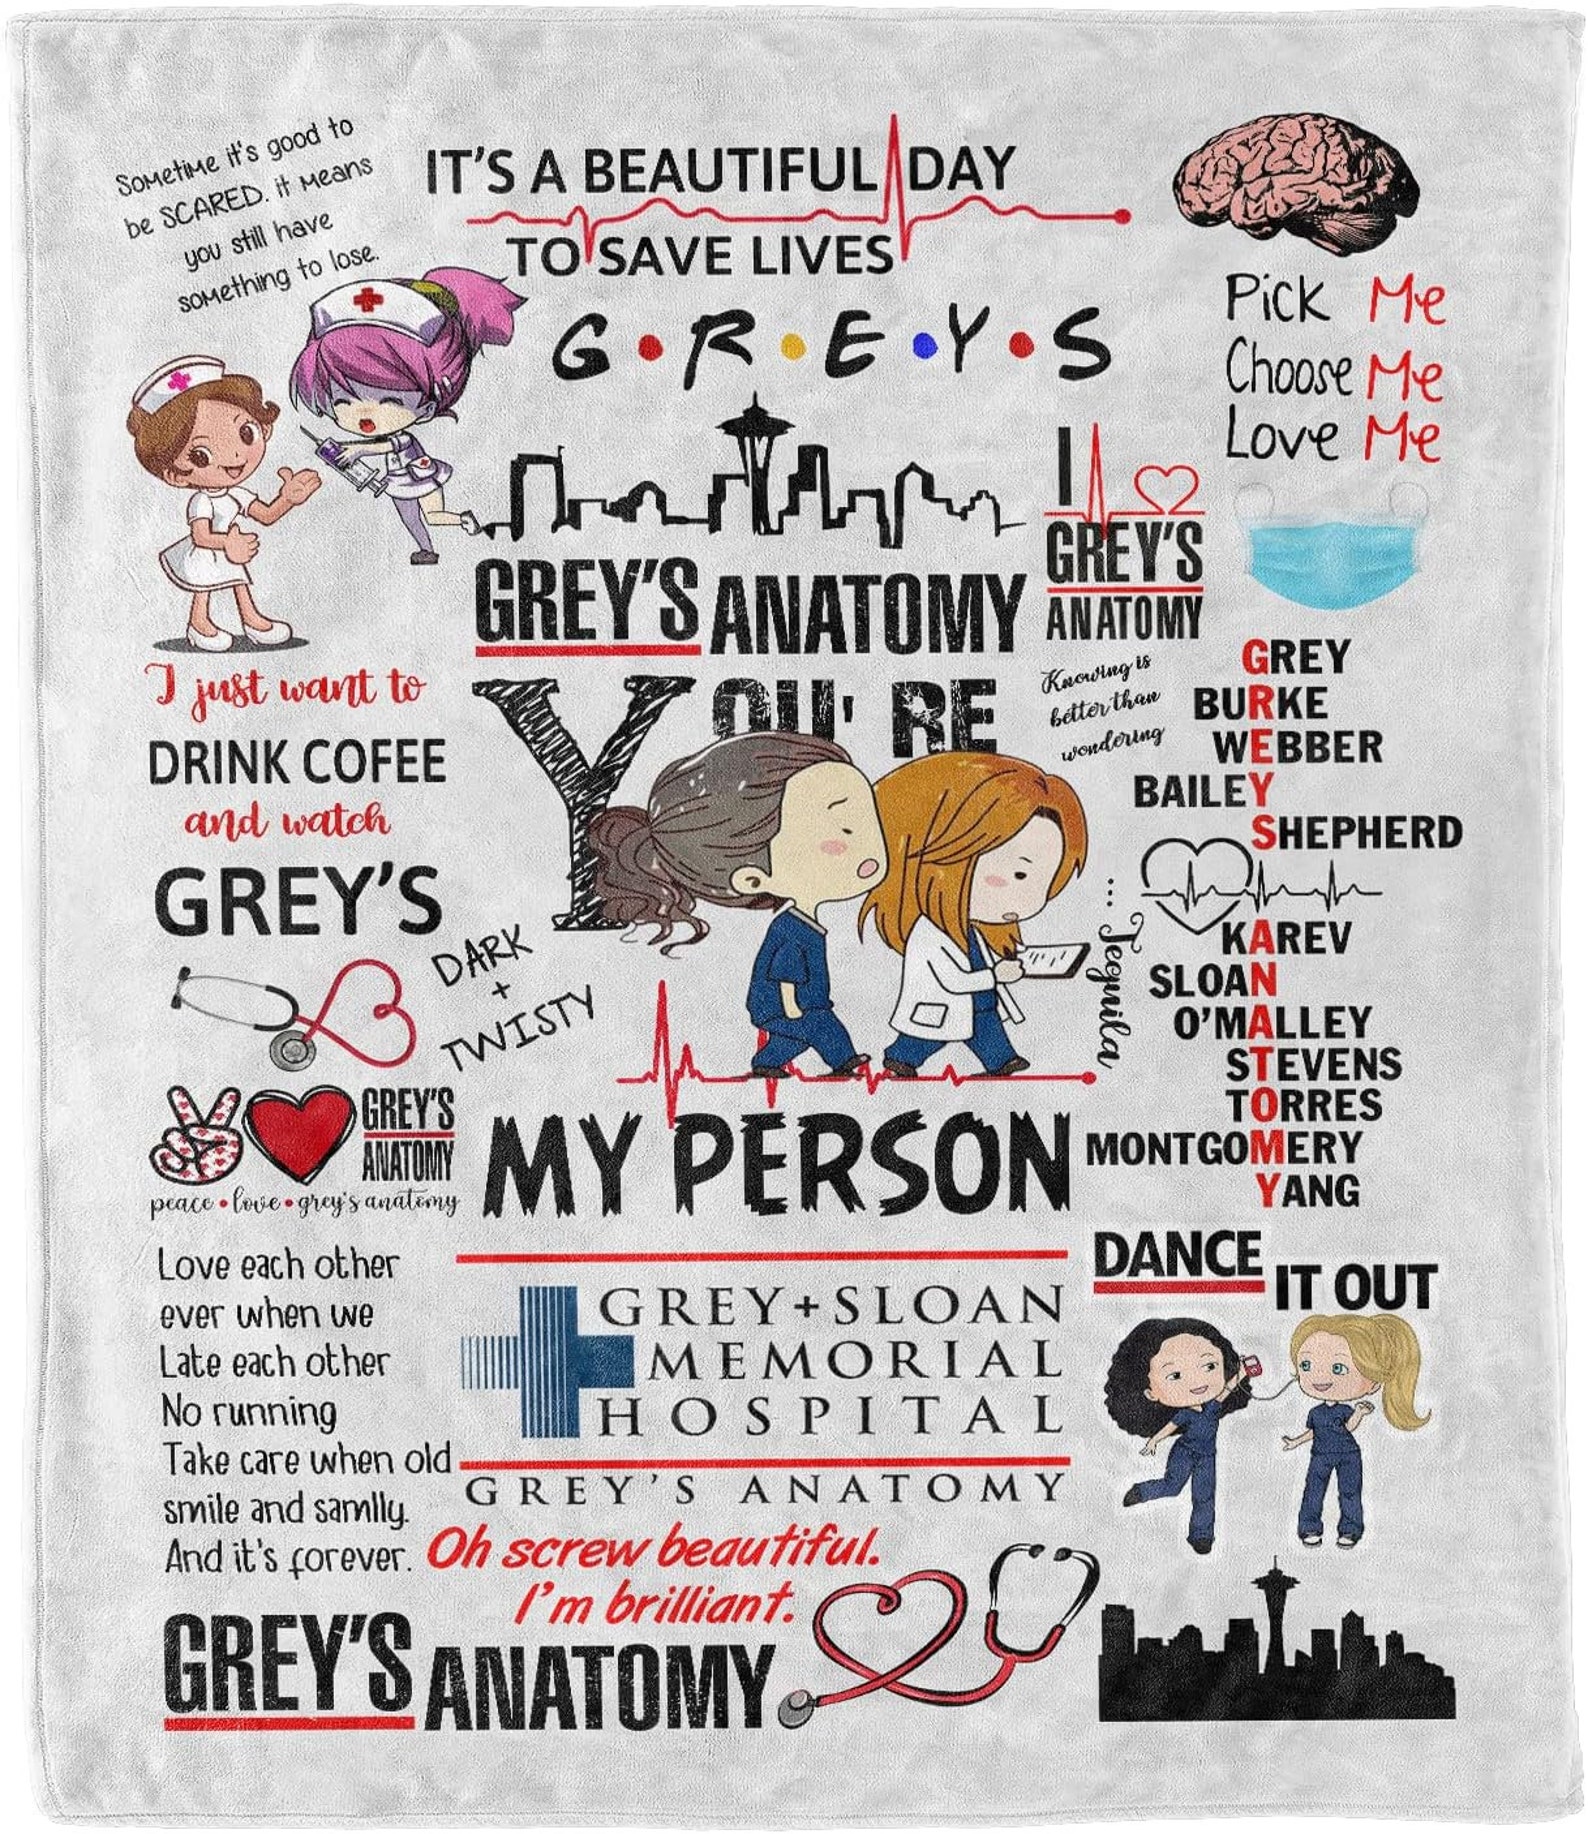 Sometime it's good to
be SCARED. it means
you still have
something to lose.
IT'S A BEAUTIFUL DAY
TO SAVE LIVES
G•R•E•Y•S
Pick Me
Choose Me
Love Me
GREY'S ANATOMY
I
GREY'S
ANATOMY
I just want to
DRINK COFEE
and watch
GREY'S
YOU'RE
MY PERSON
Knowing is
better than
wondering
GREY
BURKE
WEBBER
BAILEY
SHEPHERD
KAREV
SLOAN
O'MALLEY
STEVENS
TORRES
MONTGOMERY
YANG
... Teqnila
DARK
+
TWISTY
GREY'S
ANATOMY
peace • love • grey's anatomy
Love each other
ever when we
Late each other
No running
Take care when old
smile and samlly.
And it's forever.
GREY+SLOAN
MEMORIAL
HOSPITAL
GREY'S ANATOMY
DANCE IT OUT
Oh screw beautiful.
I'm brilliant.
GREY'S ANATOMY